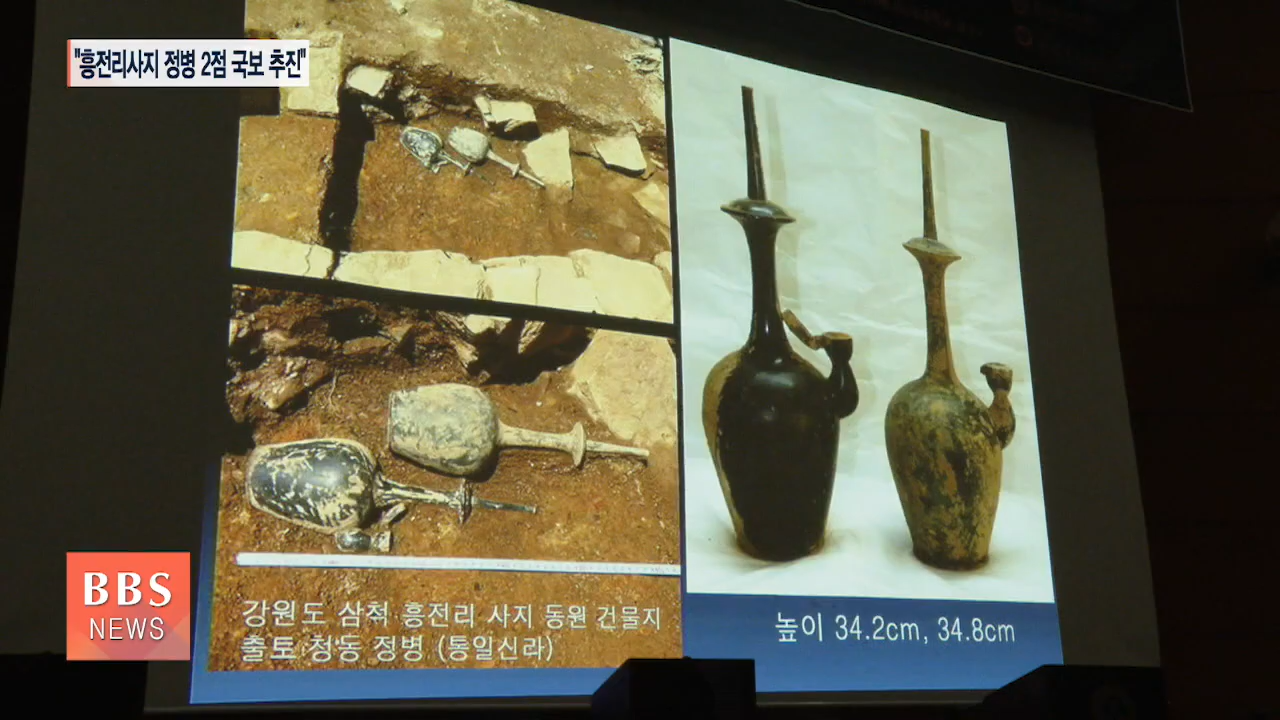 "흥전리사지 정병 2점 국보 추진"
강원도 삼척 흥전리 사지 동원 건물지
출토 청동 정병 (통일신라)
높이 34.2cm, 34.8cm
BBS
NEWS